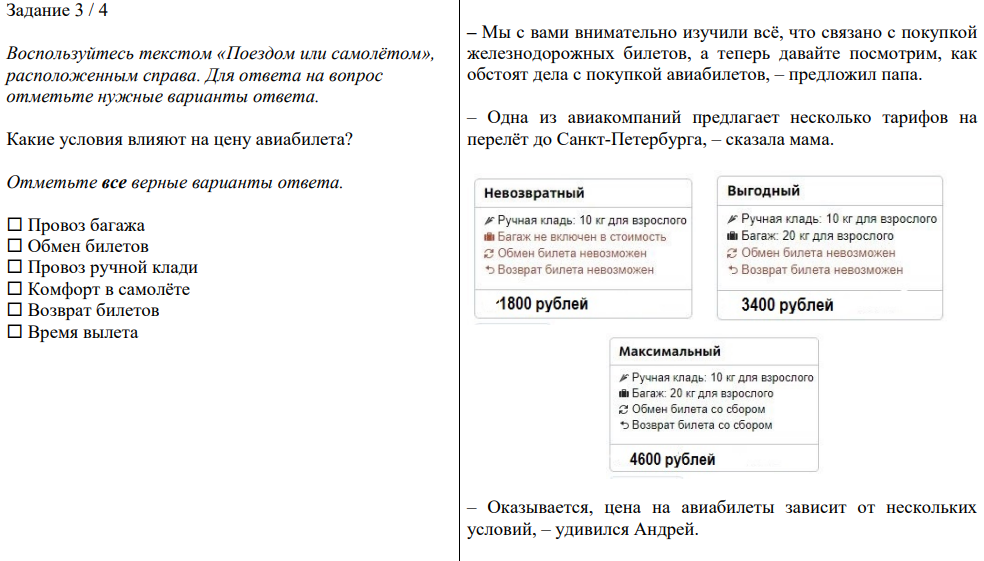 Задание 3 / 4
Воспользуйтесь текстом «Поездом или самолётом»,
расположенным справа. Для ответа на вопрос
отметьте нужные варианты ответа.
Какие условия влияют на цену авиабилета?
Отметьте все верные варианты ответа.
Провоз багажа
Обмен билетов
Провоз ручной клади
Комфорт в самолёте
Возврат билетов
Время вылета
– Мы с вами внимательно изучили всё, что связано с покупкой
железнодорожных билетов, а теперь давайте посмотрим, как
обстоят дела с покупкой авиабилетов, – предложил папа.
– Одна из авиакомпаний предлагает несколько тарифов на
перелёт до Санкт-Петербурга, – сказала мама.
Невозвратный
Ручная кладь: 10 кг для взрослого
Багаж не включен в стоимость
Обмен билета невозможен
Возврат билета невозможен
1800 рублей
Выгодный
Ручная кладь: 10 кг для взрослого
Багаж: 20 кг для взрослого
Обмен билета невозможен
Возврат билета невозможен
3400 рублей
Максимальный
Ручная кладь: 10 кг для взрослого
Багаж: 20 кг для взрослого
Обмен билета со сбором
Возврат билета со сбором
4600 рублей
– Оказывается, цена на авиабилеты зависит от нескольких
условий, – удивился Андрей.